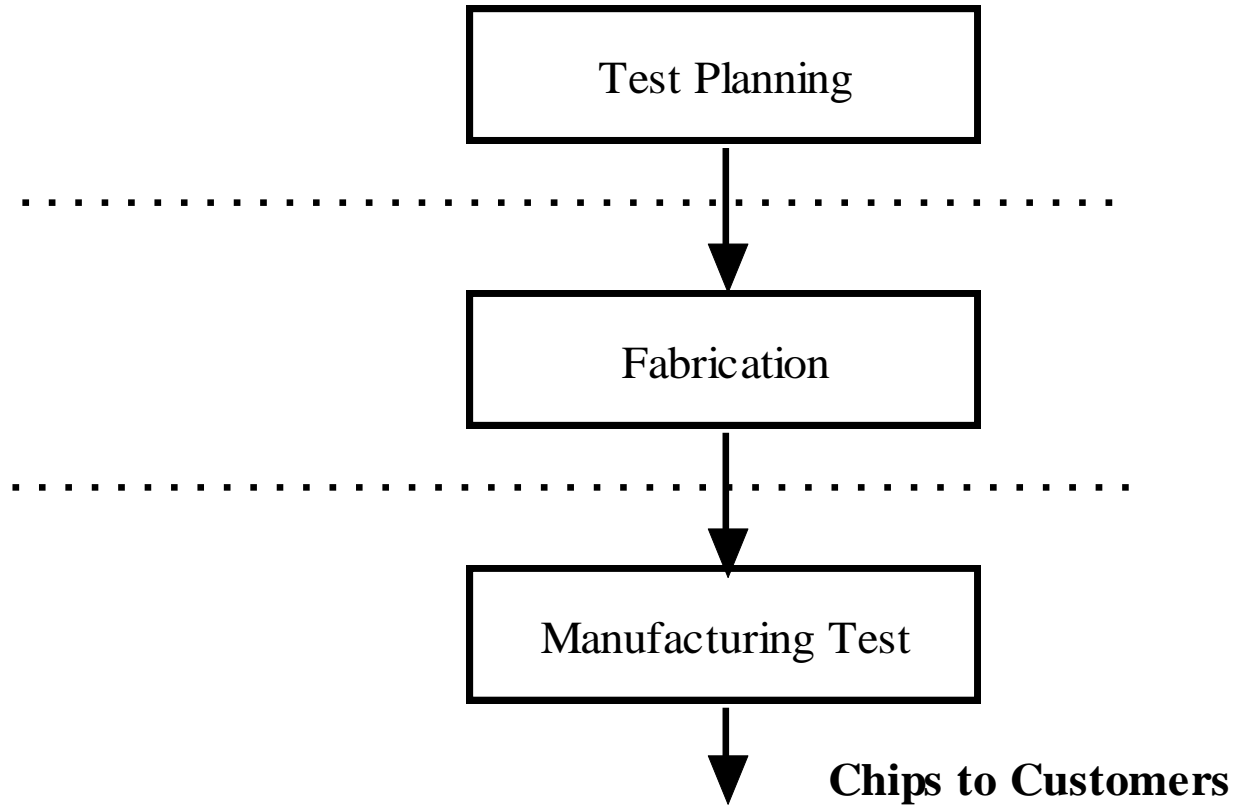 Test Planning
Fabrication
Manufacturing Test
Chips to Customers